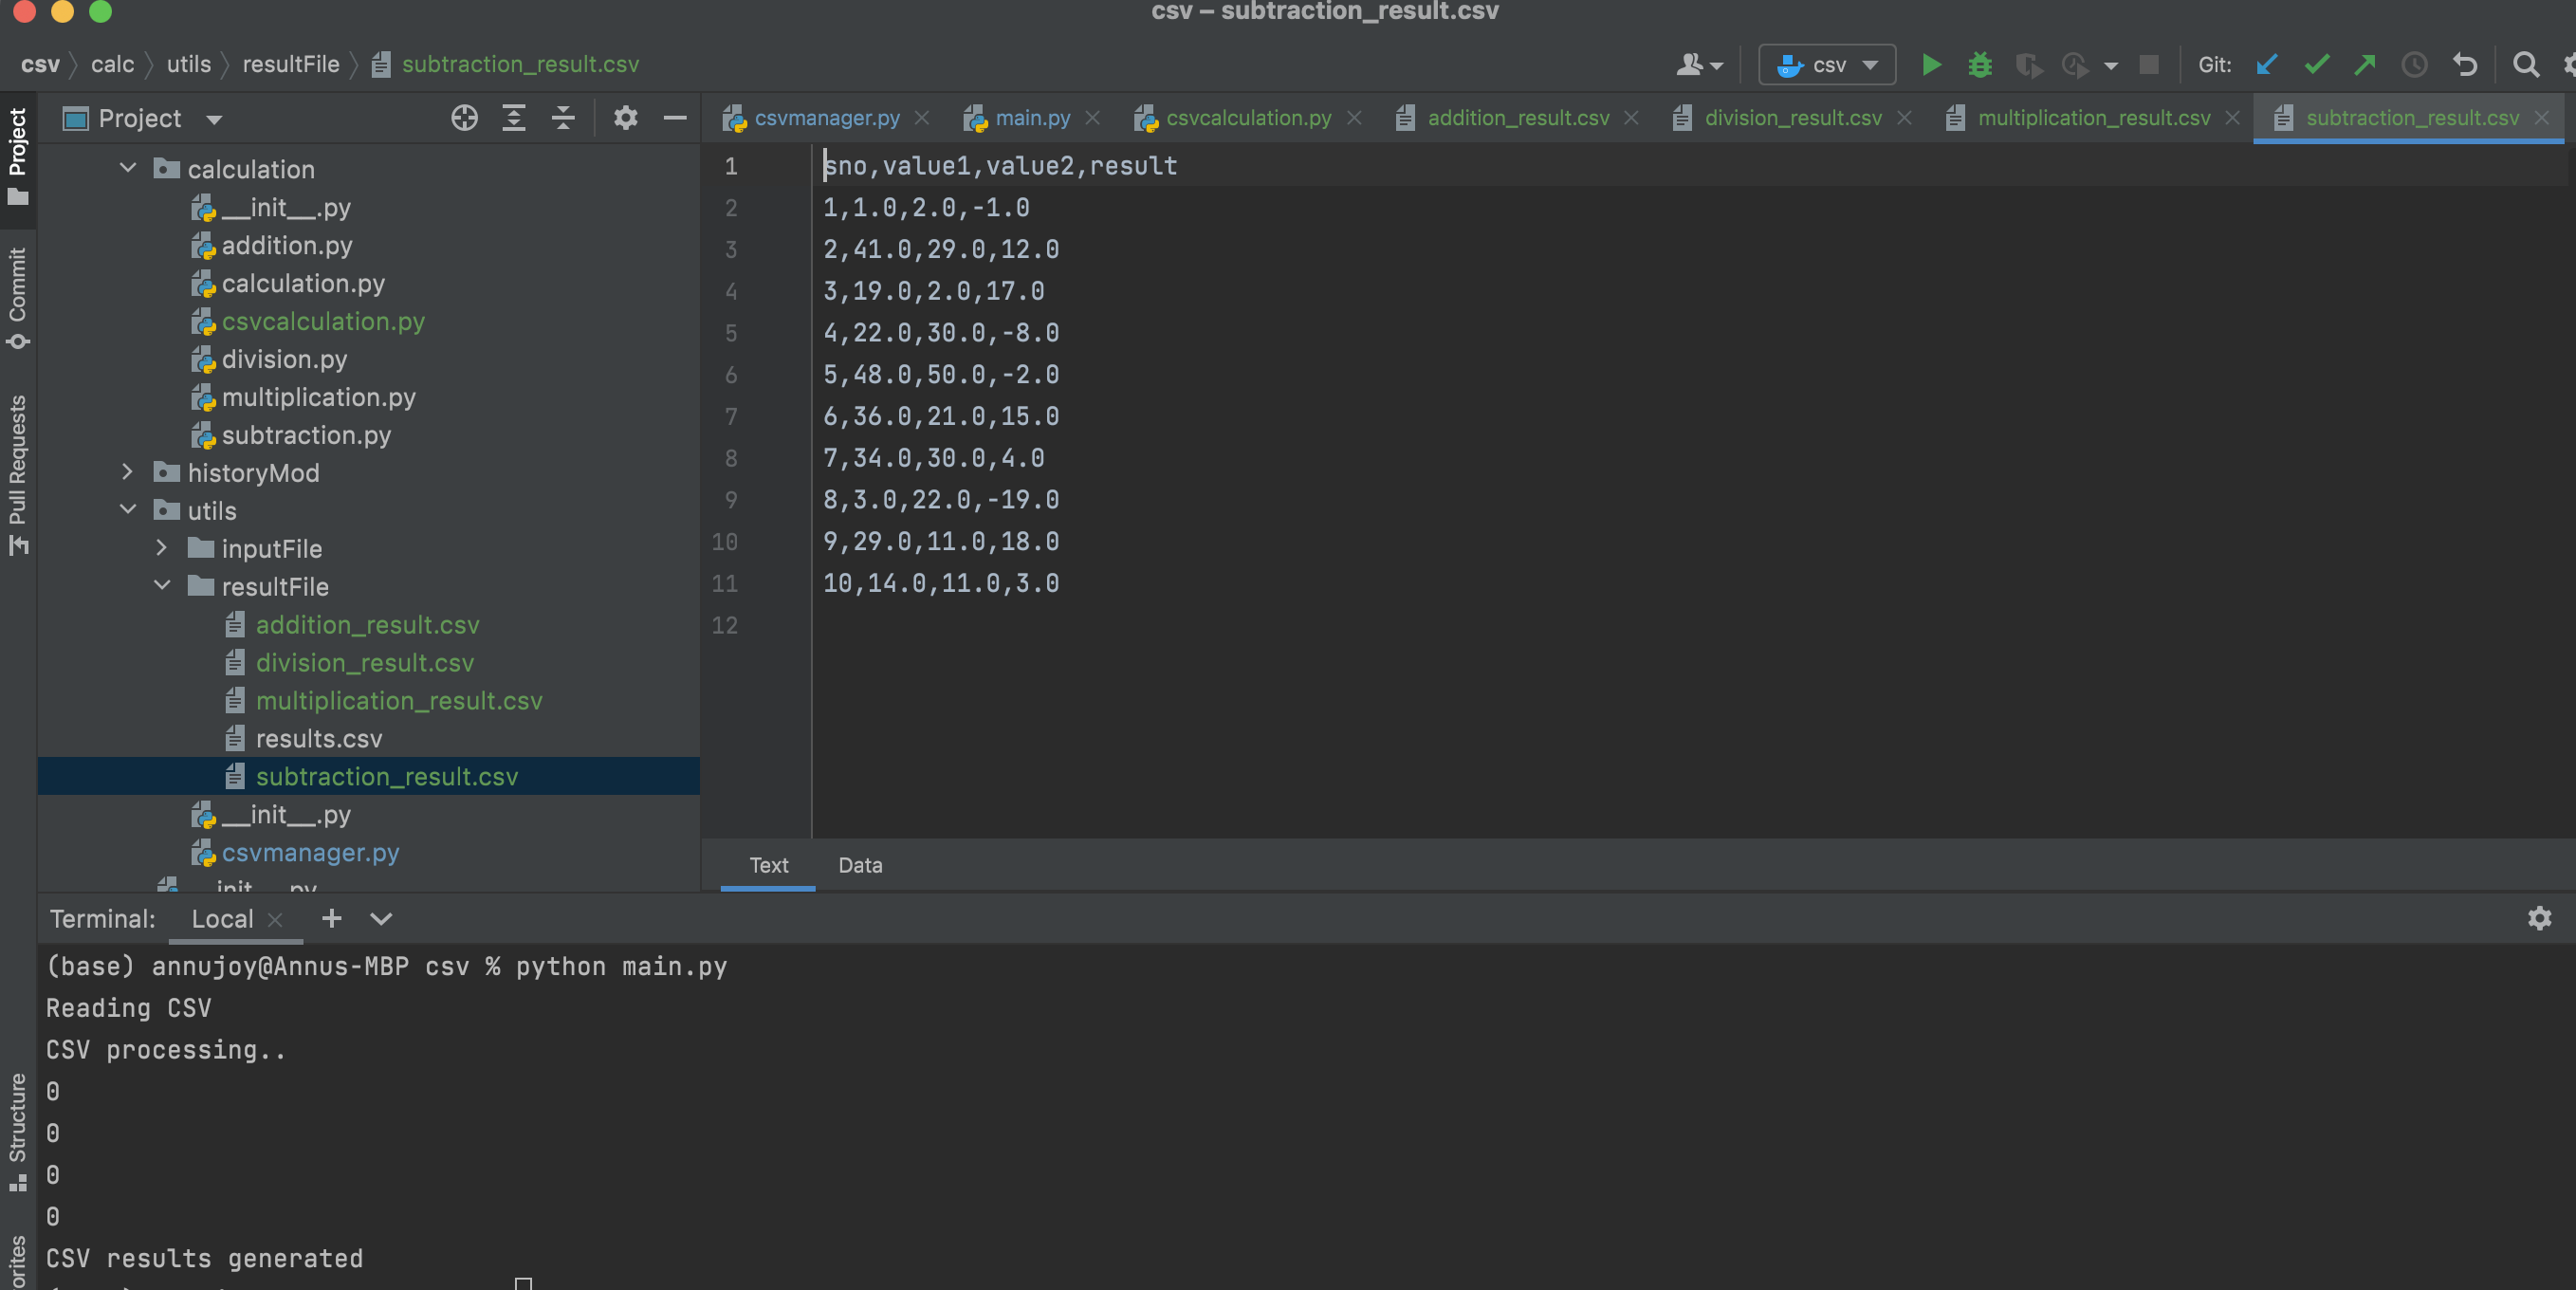 csv – subtraction_result.csv
csv calc utils resultFile subtraction_result.csv
csv
Git:
Project
csvmanager.py main.py csvcalculation.py addition_result.csv division_result.csv multiplication_result.csv subtraction_result.csv
Project
Commit
Pull Requests
Structure
calculation
__init__.py
addition.py
calculation.py
csvcalculation.py
division.py
multiplication.py
subtraction.py
historyMod
utils
inputFile
resultFile
addition_result.csv
division_result.csv
multiplication_result.csv
results.csv
subtraction_result.csv
__init__.py
csvmanager.py
1 sno,value1,value2,result
2 1,1.0,2.0,-1.0
3 2,41.0,29.0,12.0
4 3,19.0,2.0,17.0
5 4,22.0,30.0,-8.0
6 5,48.0,50.0,-2.0
7 6,36.0,21.0,15.0
8 7,34.0,30.0,4.0
9 8,3.0,22.0,-19.0
10 9,29.0,11.0,18.0
11 10,14.0,11.0,3.0
12
Text Data
Terminal: Local
(base) annujoy@Annus-MBP csv % python main.py
Reading CSV
CSV processing..
0
0
0
0
CSV results generated